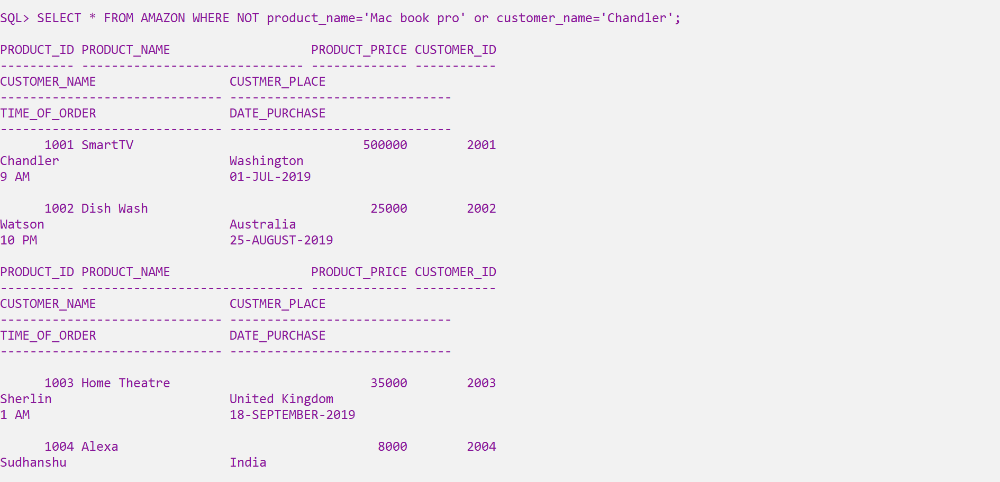 SQL> SELECT * FROM AMAZON WHERE NOT product_name='Mac book pro' or customer_name='Chandler';
PRODUCT_ID PRODUCT_NAME                   PRODUCT_PRICE CUSTOMER_ID
---------- ------------------------------ ------------- -----------
CUSTOMER_NAME                  CUSTMER_PLACE
------------------------------ ------------------------------
TIME_OF_ORDER                  DATE_PURCHASE
------------------------------ ------------------------------
      1001 SmartTV                               500000        2001
Chandler                       Washington
9 AM                           01-JUL-2019
      1002 Dish Wash                              25000        2002
Watson                         Australia
10 PM                          25-AUGUST-2019
PRODUCT_ID PRODUCT_NAME                   PRODUCT_PRICE CUSTOMER_ID
---------- ------------------------------ ------------- -----------
CUSTOMER_NAME                  CUSTMER_PLACE
------------------------------ ------------------------------
TIME_OF_ORDER                  DATE_PURCHASE
------------------------------ ------------------------------
      1003 Home Theatre                           35000        2003
Sherlin                        United Kingdom
1 AM                           18-SEPTEMBER-2019
      1004 Alexa                                   8000        2004
Sudhanshu                      India